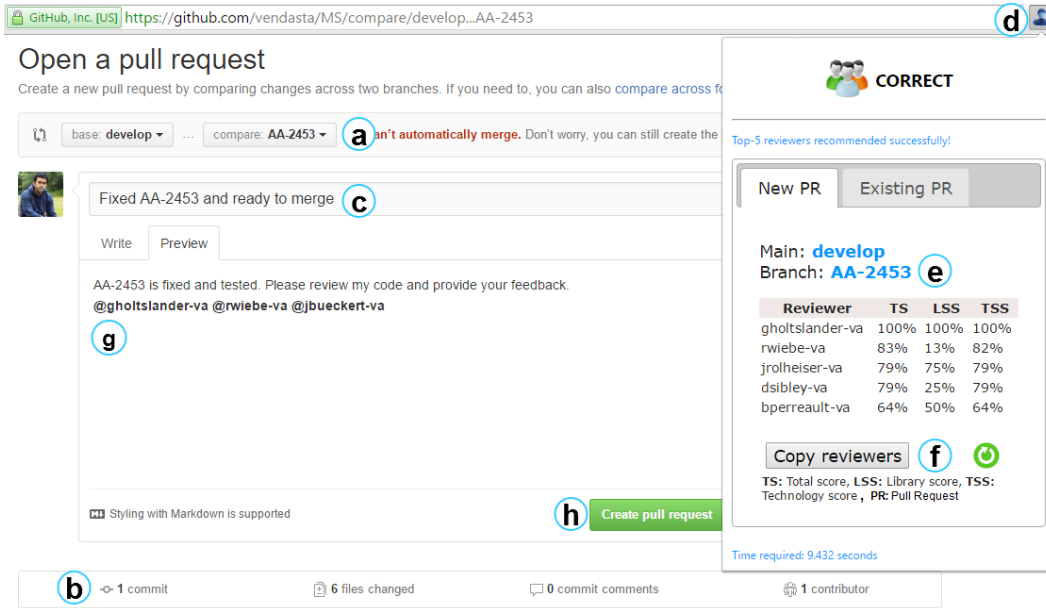 GitHub, Inc. [US] https://github.com/vendasta/MS/compare/develop...AA-2453
d
Open a pull request
Create a new pull request by comparing changes across two branches. If you need to, you can also compare across fo
base: develop ... compare: AA-2453 a an't automatically merge. Don't worry, you can still create the
Fixed AA-2453 and ready to merge c
Write Preview
AA-2453 is fixed and tested. Please review my code and provide your feedback.
@gholtslander-va @rwiebe-va @jbueckert-va
g
Styling with Markdown is supported
h Create pull request
b 1 commit 6 files changed 0 commit comments 1 contributor
CORRECT
Top-5 reviewers recommended successfully!
New PR Existing PR
Main: develop
Branch: AA-2453 e
Reviewer TS LSS TSS
gholtslander-va 100% 100% 100%
rwiebe-va 83% 13% 82%
jrolheiser-va 79% 75% 79%
dsibley-va 79% 25% 79%
bperreault-va 64% 50% 64%
Copy reviewers f
TS: Total score, LSS: Library score, TSS:
Technology score , PR: Pull Request
Time required: 9.432 seconds